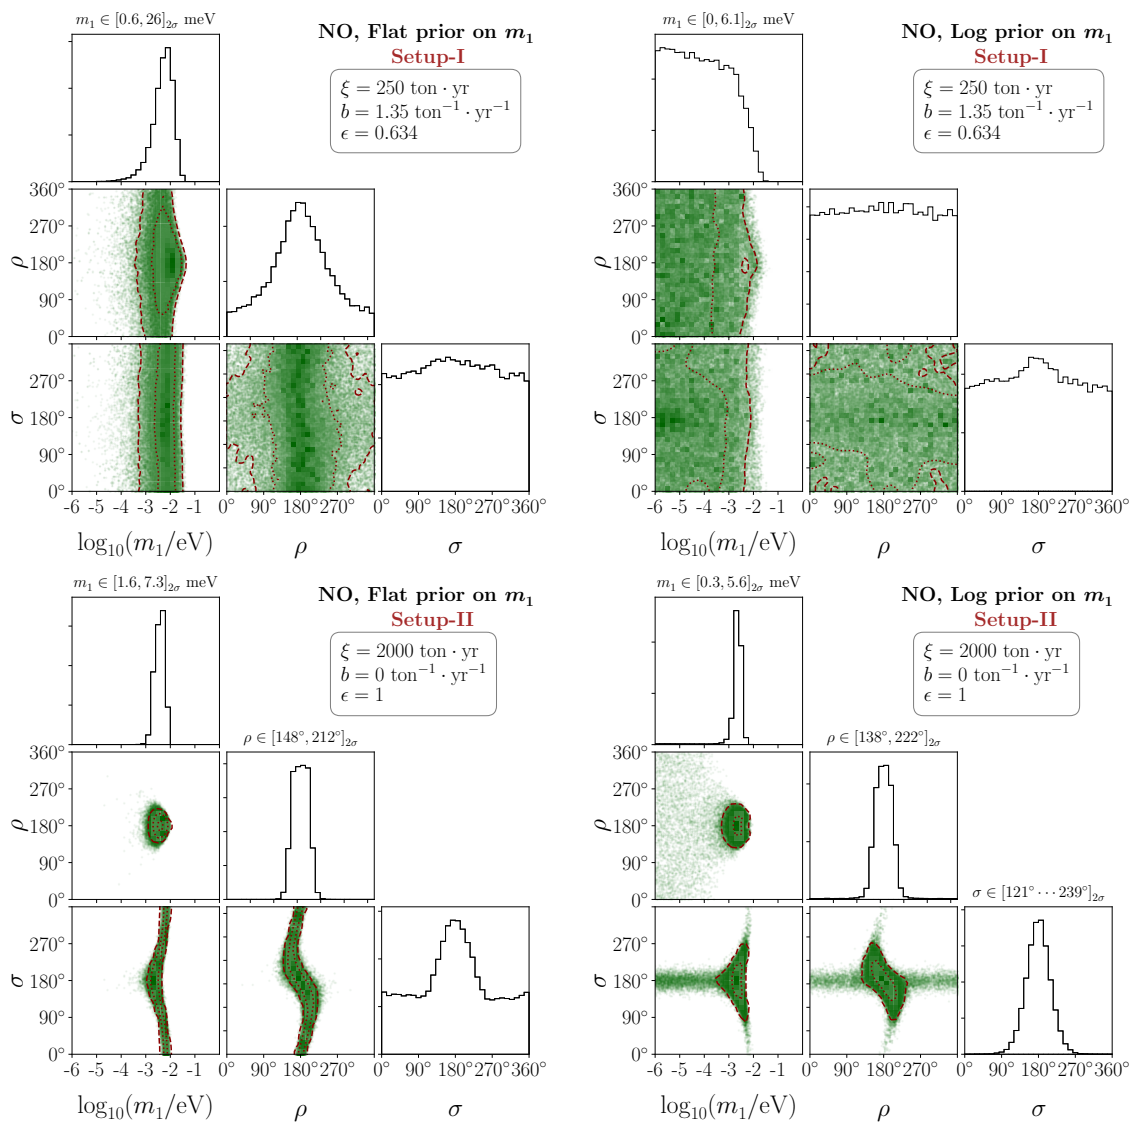 m₁ ∈ [0.6, 26]₂σ meV
NO, Flat prior on m₁
Setup-I
ξ = 250 ton · yr
b = 1.35 ton⁻¹ · yr⁻¹
ϵ = 0.634
360°
270°
180°
90°
0°
ρ
270°
180°
90°
0°
σ
-6 -5 -4 -3 -2 -1 0° 90° 180° 270° 0° 90° 180° 270° 360°
log₁₀(m₁/eV) ρ σ
m₁ ∈ [0, 6.1]₂σ meV
NO, Log prior on m₁
Setup-I
ξ = 250 ton · yr
b = 1.35 ton⁻¹ · yr⁻¹
ϵ = 0.634
360°
270°
180°
90°
0°
ρ
270°
180°
90°
0°
σ
-6 -5 -4 -3 -2 -1 0° 90° 180° 270° 0° 90° 180° 270° 360°
log₁₀(m₁/eV) ρ σ
m₁ ∈ [1.6, 7.3]₂σ meV
NO, Flat prior on m₁
Setup-II
ξ = 2000 ton · yr
b = 0 ton⁻¹ · yr⁻¹
ϵ = 1
ρ ∈ [148°, 212°]₂σ
360°
270°
180°
90°
0°
ρ
270°
180°
90°
0°
σ
-6 -5 -4 -3 -2 -1 0° 90° 180° 270° 0° 90° 180° 270° 360°
log₁₀(m₁/eV) ρ σ
m₁ ∈ [0.3, 5.6]₂σ meV
NO, Log prior on m₁
Setup-II
ξ = 2000 ton · yr
b = 0 ton⁻¹ · yr⁻¹
ϵ = 1
ρ ∈ [138°, 222°]₂σ
360°
270°
180°
90°
0°
ρ
σ ∈ [121° ··· 239°]₂σ
270°
180°
90°
0°
σ
-6 -5 -4 -3 -2 -1 0° 90° 180° 270° 0° 90° 180° 270° 360°
log₁₀(m₁/eV) ρ σ